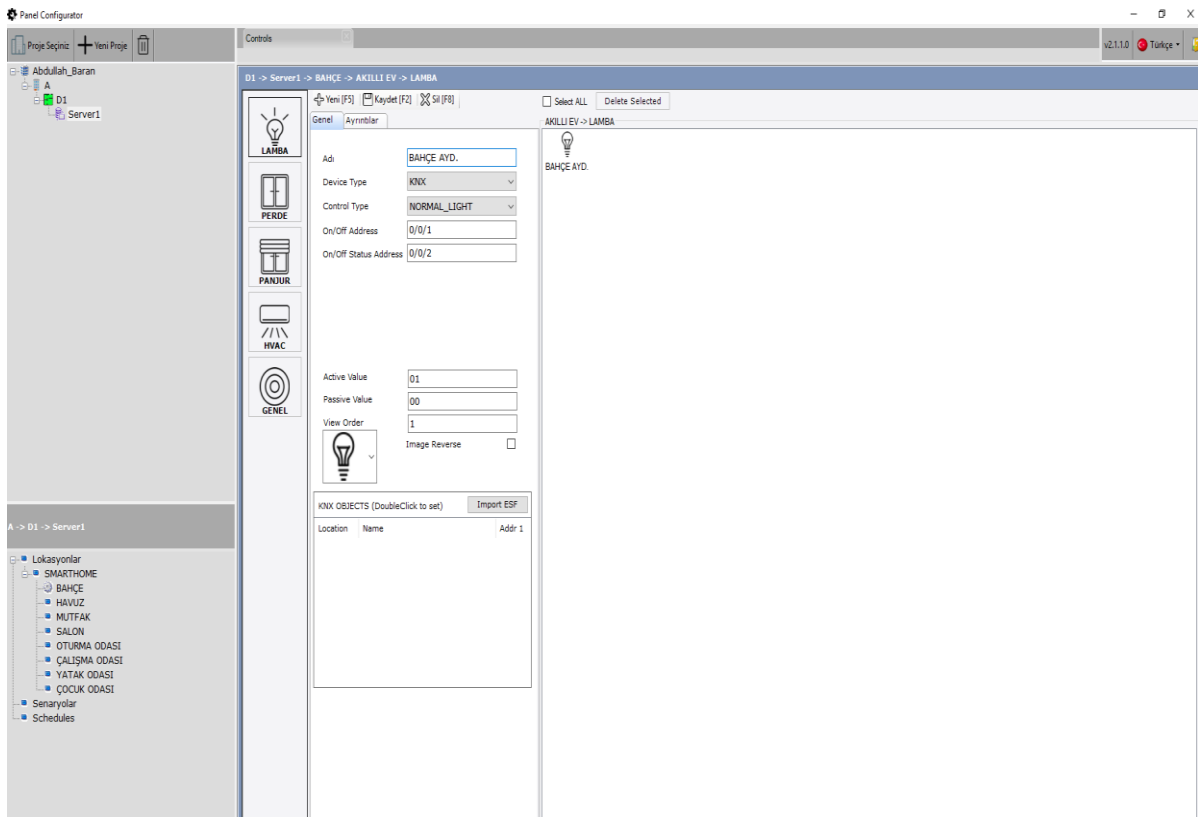 Panel Configurator
Proje Seçiniz Yeni Proje
Controls
v2.1.1.0 Türkçe
Abdullah_Baran
A
D1
Server1
D1 -> Server1 -> BAHÇE -> AKILLI EV -> LAMBA
Yeni [F5] Kaydet [F2] Sil [F8]
Select ALL Delete Selected
Genel Ayrıntılar
AKILLI EV -> LAMBA
LAMBA
PERDE
PANJUR
HVAC
GENEL
Adı BAHÇE AYD.
Device Type KNX
Control Type NORMAL_LIGHT
On/Off Address 0/0/1
On/Off Status Address 0/0/2
Active Value 01
Passive Value 00
View Order 1
Image Reverse
KNX OBJECTS (DoubleClick to set) Import ESF
Location Name Addr 1
BAHÇE AYD.
A -> D1 -> Server1
Lokasyonlar
SMARTHOME
BAHÇE
HAVUZ
MUTFAK
SALON
OTURMA ODASI
ÇALIŞMA ODASI
YATAK ODASI
ÇOCUK ODASI
Senaryolar
Schedules